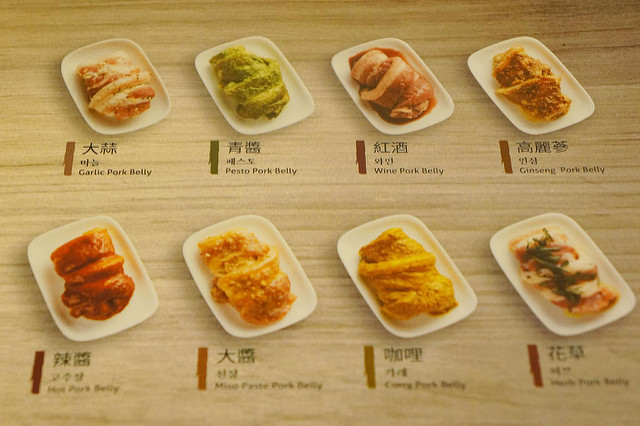 大蒜
마늘
Garlic Pork Belly
青醬
페스토
Pesto Pork Belly
紅酒
와인
Wine Pork Belly
高麗蔘
인삼
Ginseng Pork Belly
辣醬
고추장
Hot Pork Belly
大醬
된장
Miso Paste Pork Belly
咖哩
카레
Curry Pork Belly
花草
허브
Herb Pork Belly